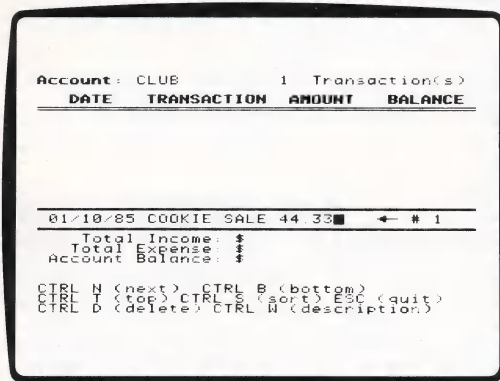 Account: CLUB 1 Transaction(s)
DATE TRANSACTION AMOUNT BALANCE
01/10/85 COOKIE SALE 44.33 ← # 1
Total Income: $
Total Expense: $
Account Balance: $
CTRL N (next) CTRL B (bottom)
CTRL T (top) CTRL S (sort) ESC (quit)
CTRL D (delete) CTRL W (description)